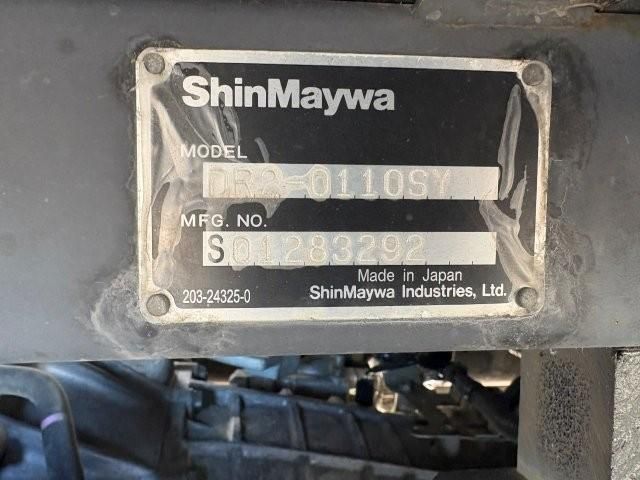 ShinMaywa
MODEL
DR2-0110SY
MFG. NO.
S01283292
Made in Japan
203-24325-0 ShinMaywa Industries, Ltd.